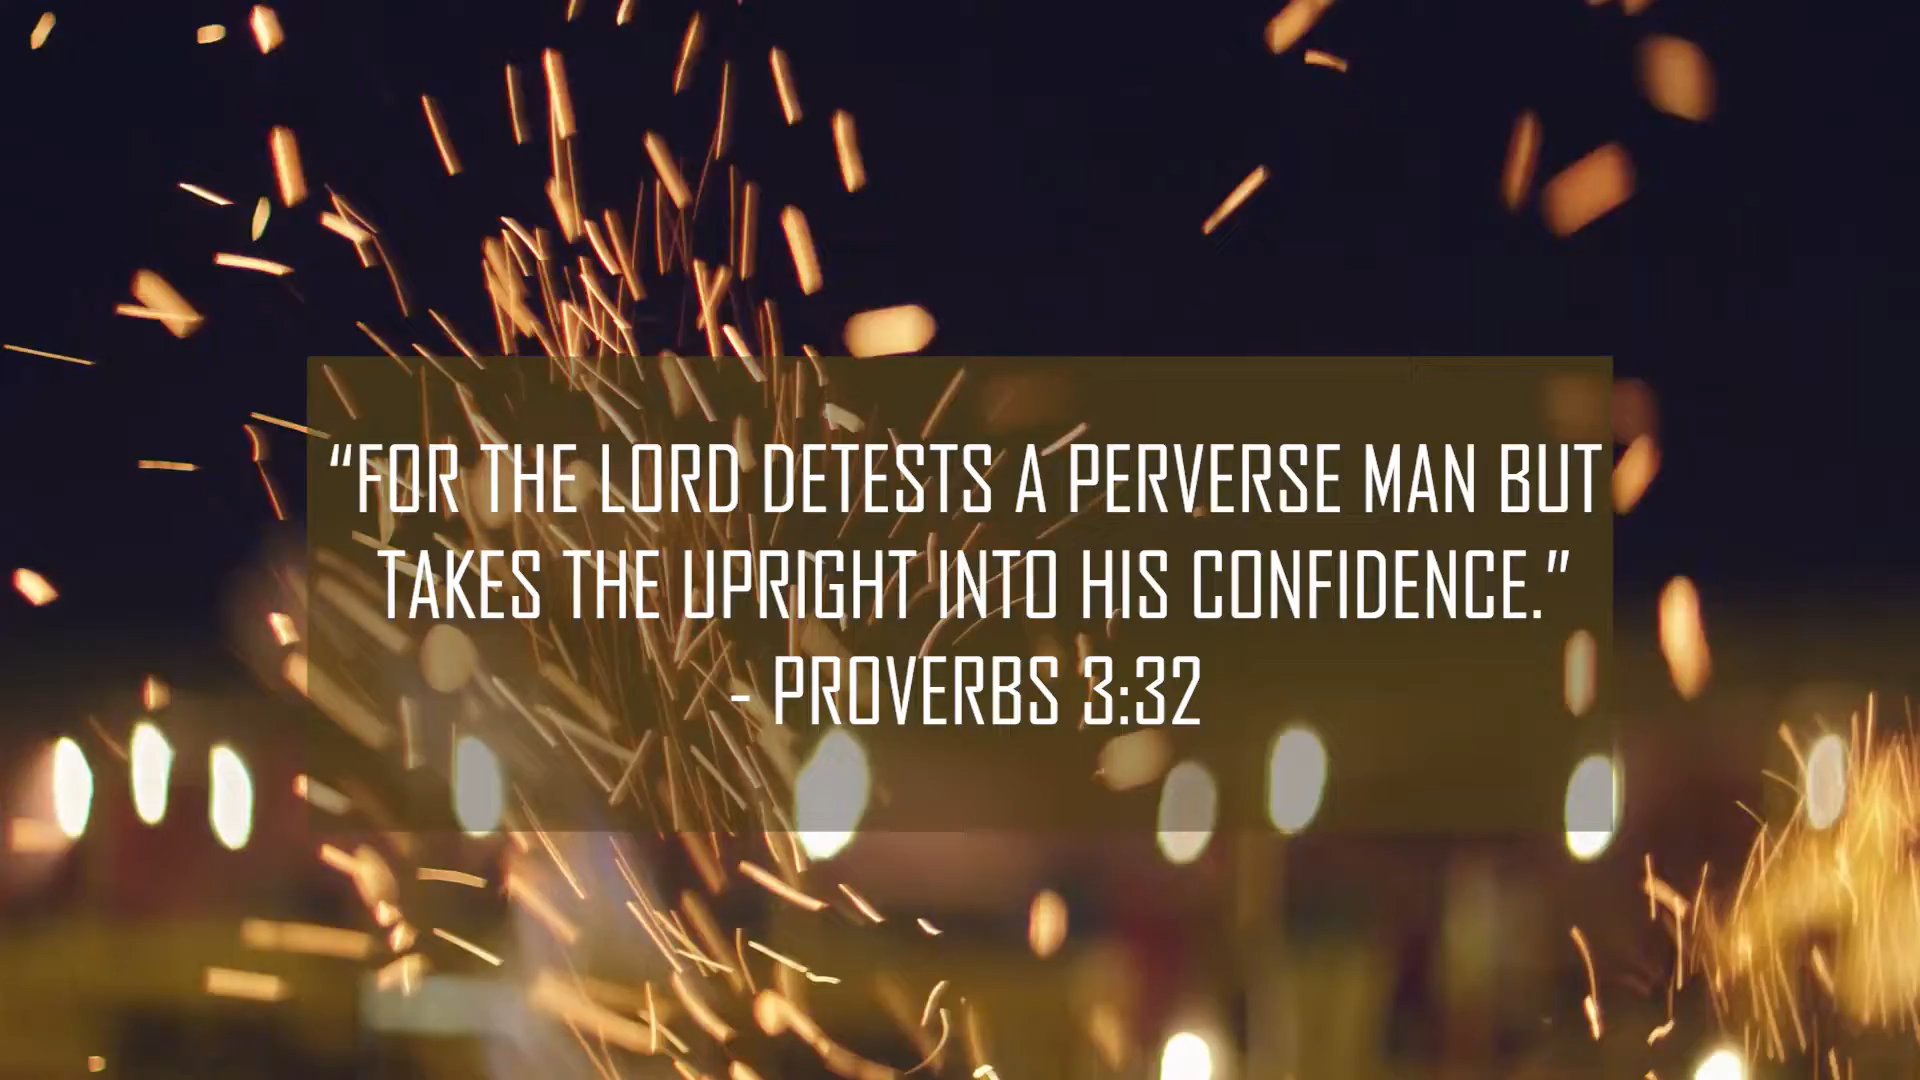 “FOR THE LORD DETESTS A PERVERSE MAN BUT
TAKES THE UPRIGHT INTO HIS CONFIDENCE.”
- PROVERBS 3:32